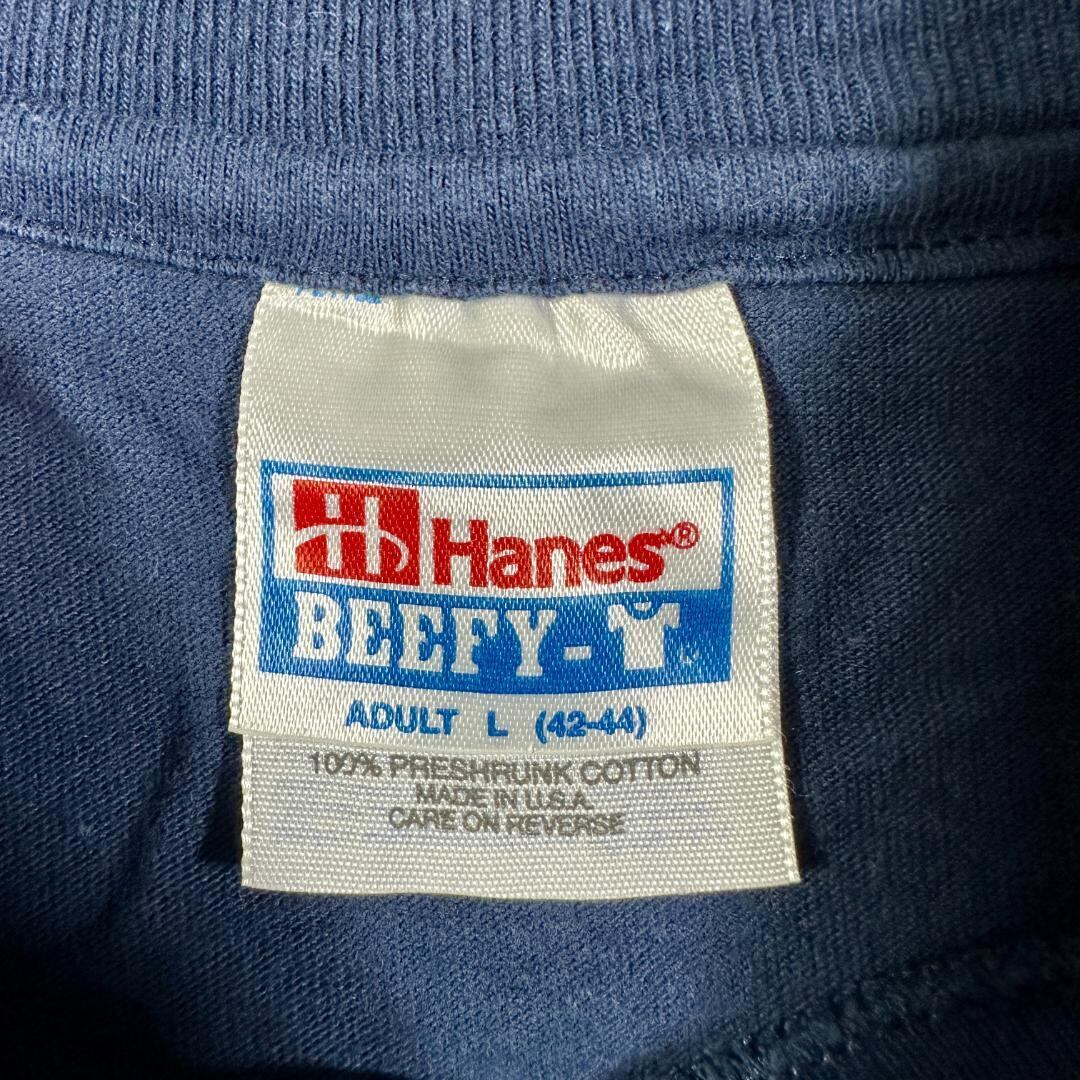 Hanes®
BEEFY-
ADULT L (42-44)
100% PRESHRUNK COTTON
MADE IN U.S.A.
CARE ON REVERSE